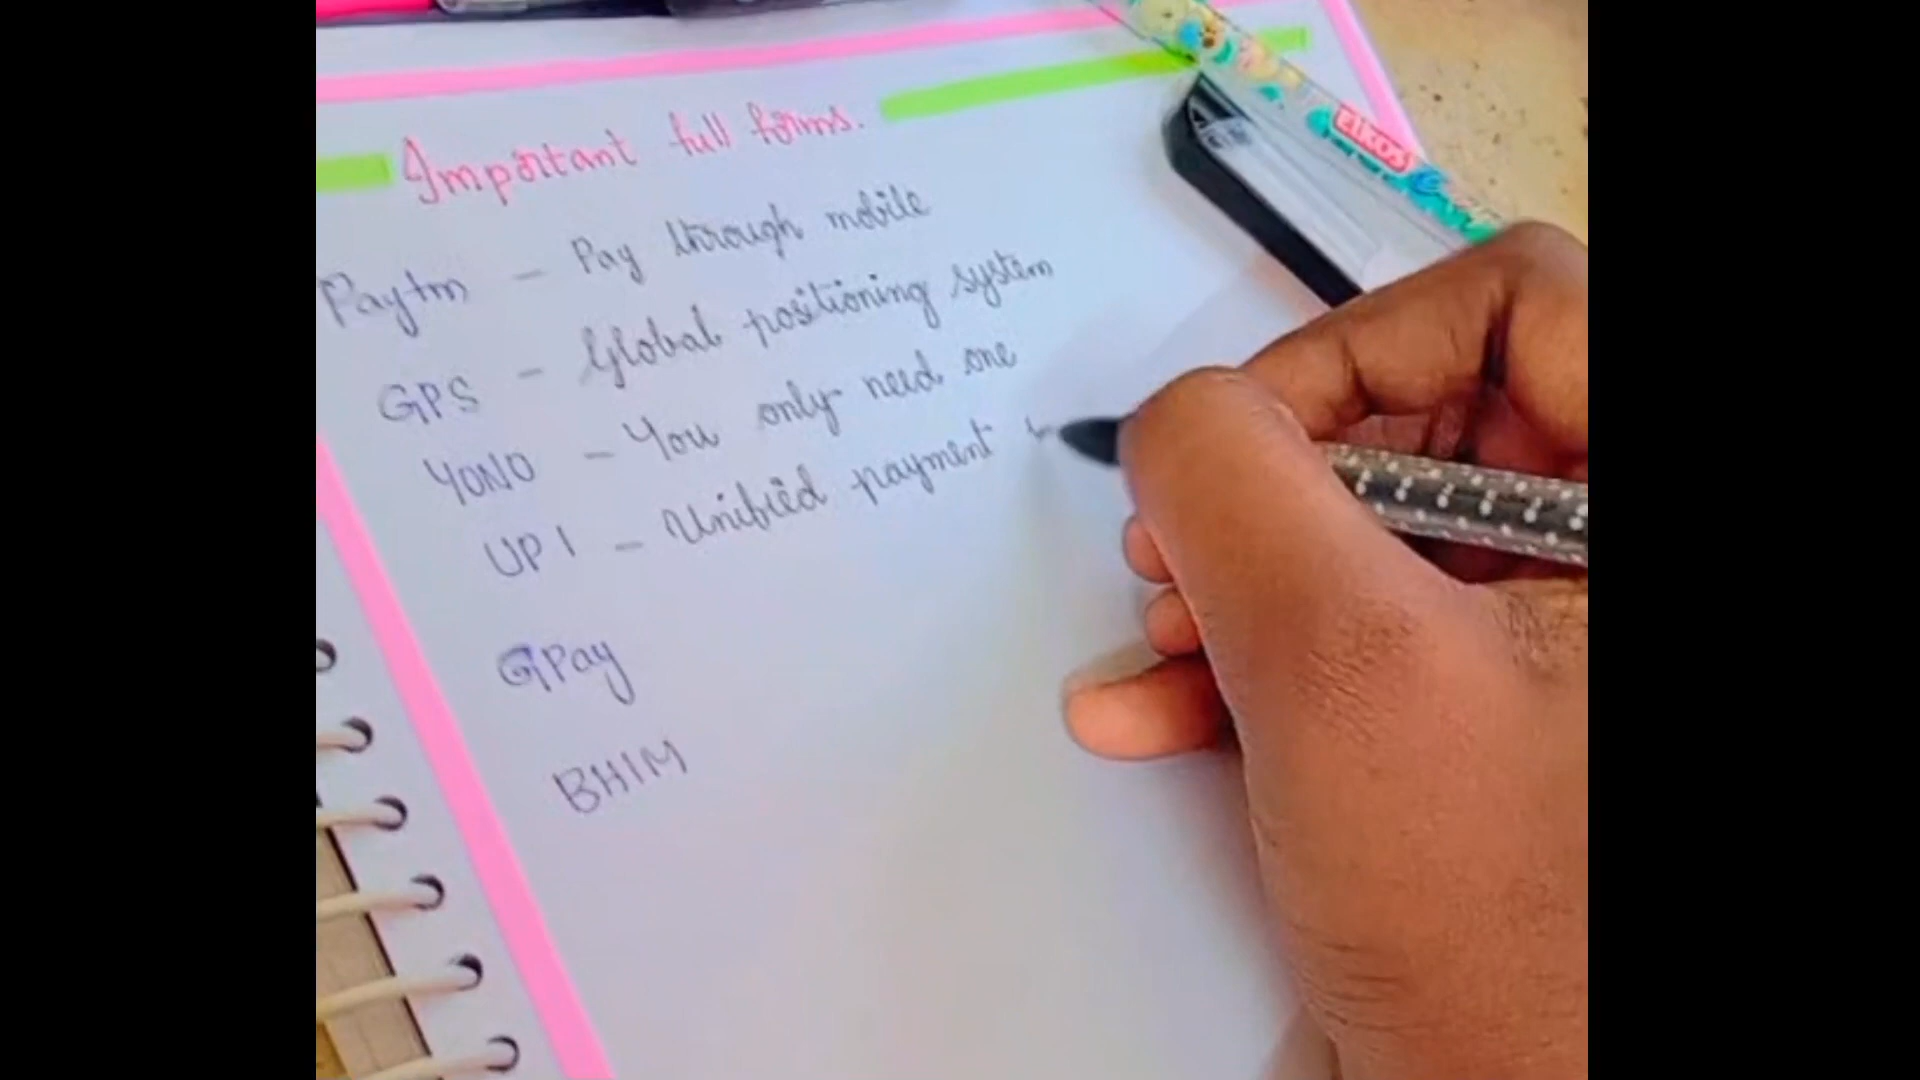 Important full forms.
Paytm - Pay through mobile
GPS - Global positioning system
YONO - You only need one
UPI - Unified payment
GPay
BHIM
Elkos